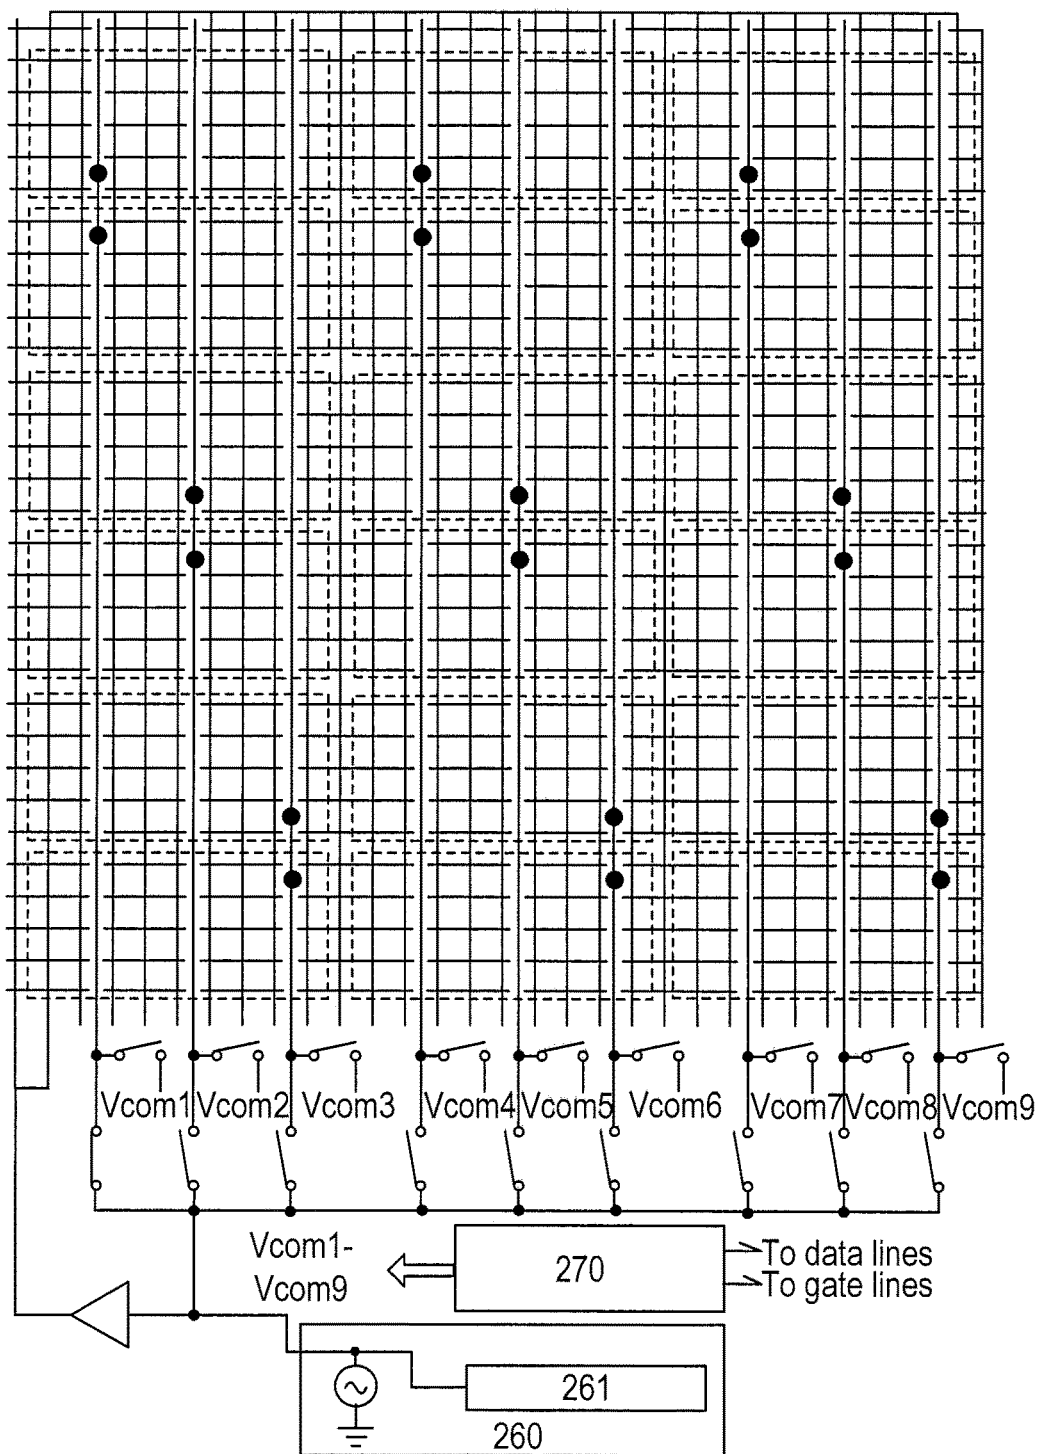 Vcom1 Vcom2 Vcom3 Vcom4 Vcom5 Vcom6 Vcom7 Vcom8 Vcom9
Vcom1-
Vcom9
270
To data lines
To gate lines
261
260